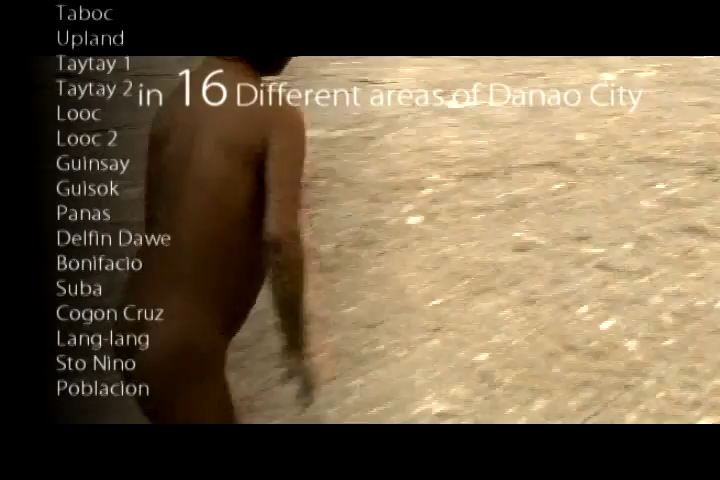 Taboc
Upland
Taytay 1
Taytay 2
in 16 Different areas of Danao City
Looc
Looc 2
Guinsay
Guisok
Panas
Delfin Dawe
Bonifacio
Suba
Cogon Cruz
Lang-lang
Sto Nino
Poblacion